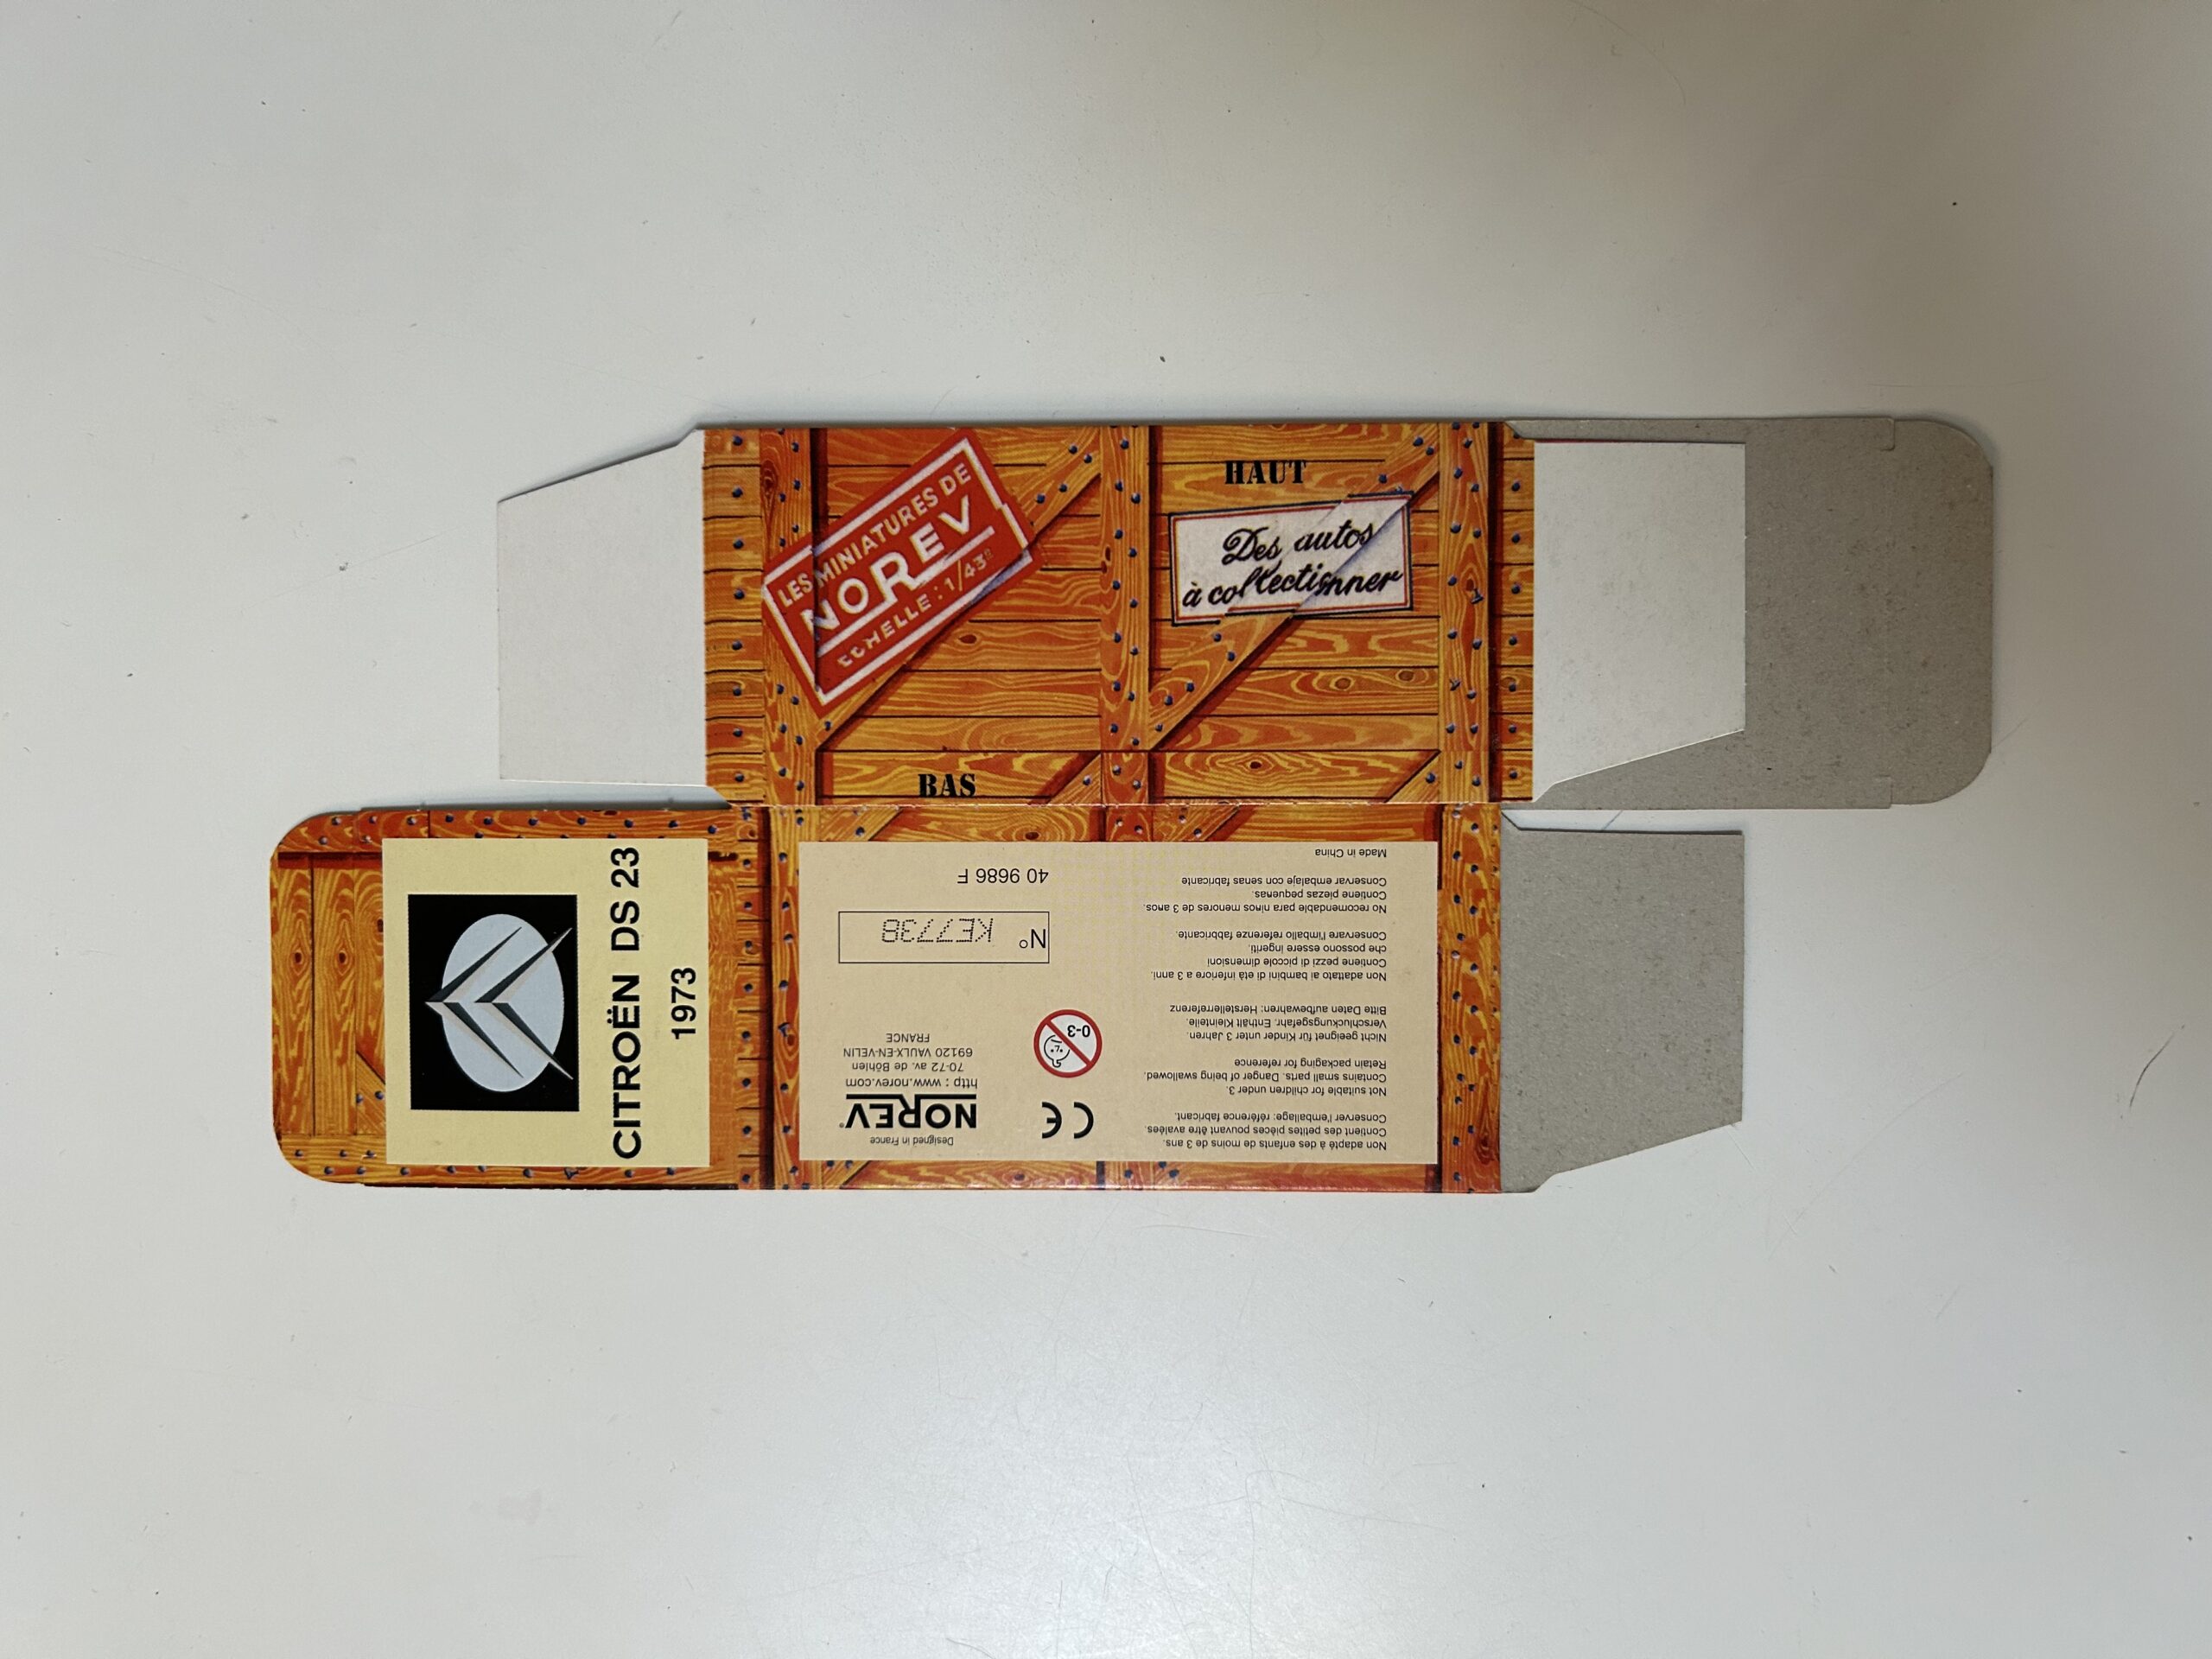 LES MINIATURES DE
NOREV
ECHELLE : 1/43e
HAUT
Des autos
à collectionner
BAS
CITROËN DS 23
1973
Non adapté à des enfants de moins de 3 ans.
Contient des petites pièces pouvant être avalées.
Conserver l'emballage: référence fabricant.
Not suitable for children under 3.
Contains small parts. Danger of being swallowed.
Retain packaging for reference
Nicht geeignet für Kinder unter 3 Jahren.
Verschluckungsgefahr. Enthält Kleinteile.
Bitte Daten aufbewahren: Herstellerreferenz
Non adattato ai bambini di età inferiore a 3 anni.
Contiene pezzi di piccole dimensioni
che possono essere ingeriti.
Conservare l'imballo referenze fabbricante.
No recomendable para ninos menores de 3 anos.
Contiene piezas pequenas.
Conservar embalaje con senas fabricante
Made in China
CE
0-3
Designed in France
NOREV®
http : www.norev.com
70-72 av. de Böhlen
69120 VAULX-EN-VELIN
FRANCE
N° KE7738
40 9686 F